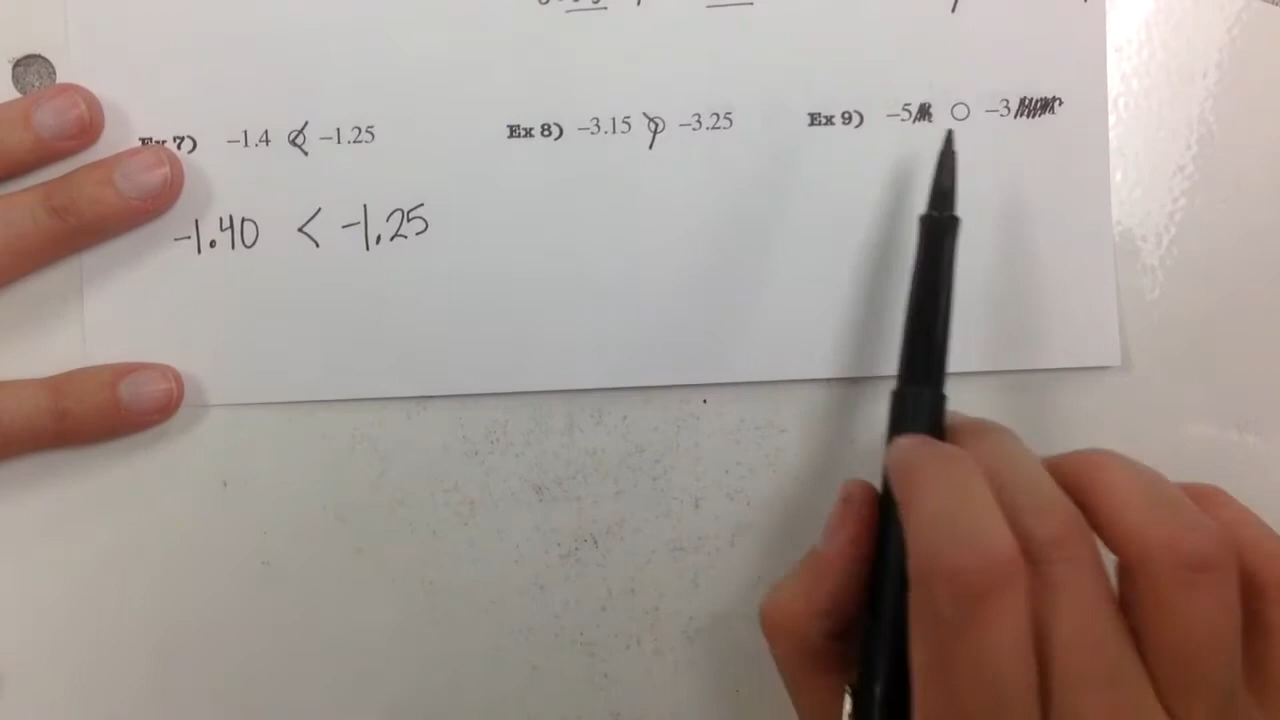 7) -1.4 < -1.25
Ex 8) -3.15 > -3.25
Ex 9) -5 ○ -3
-1.40 < -1.25